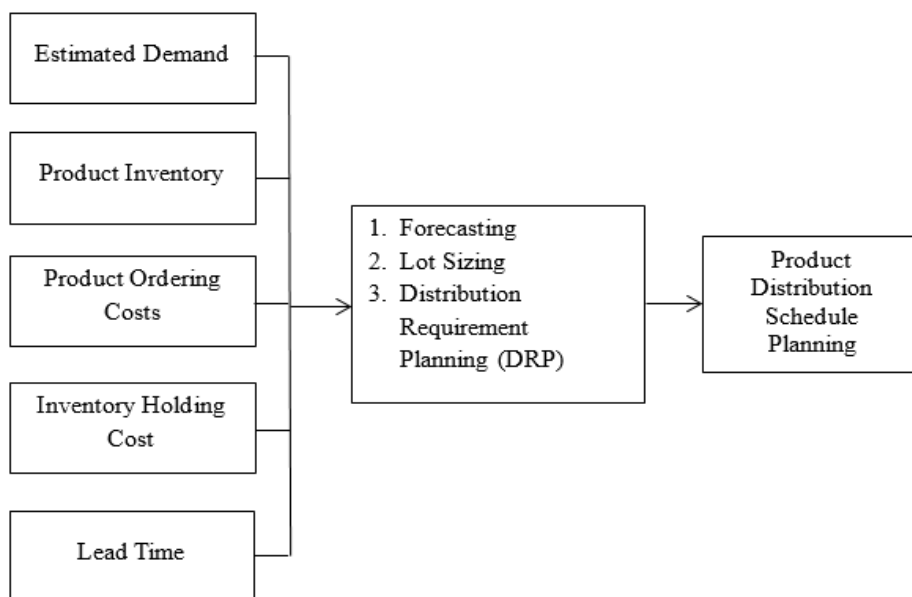 Estimated Demand
Product Inventory
Product Ordering
Costs
Inventory Holding
Cost
Lead Time
1. Forecasting
2. Lot Sizing
3. Distribution
Requirement
Planning (DRP)
Product
Distribution
Schedule
Planning